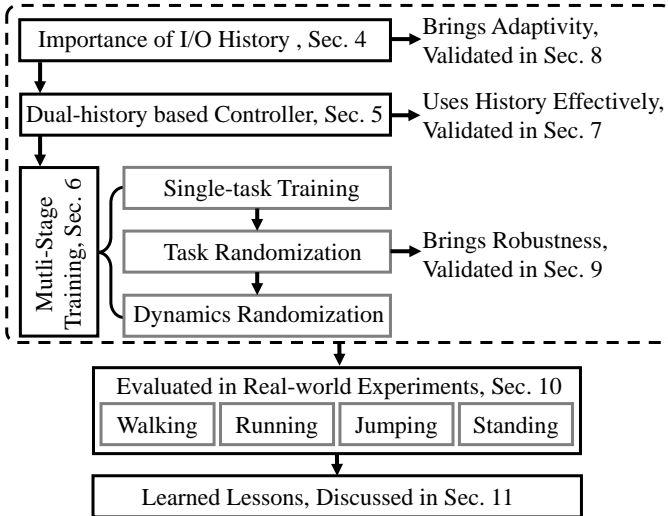 Importance of I/O History , Sec. 4
Brings Adaptivity,
Validated in Sec. 8
Dual-history based Controller, Sec. 5
Uses History Effectively,
Validated in Sec. 7
Mutli-Stage
Training, Sec. 6
Single-task Training
Task Randomization
Dynamics Randomization
Brings Robustness,
Validated in Sec. 9
Evaluated in Real-world Experiments, Sec. 10
Walking
Running
Jumping
Standing
Learned Lessons, Discussed in Sec. 11